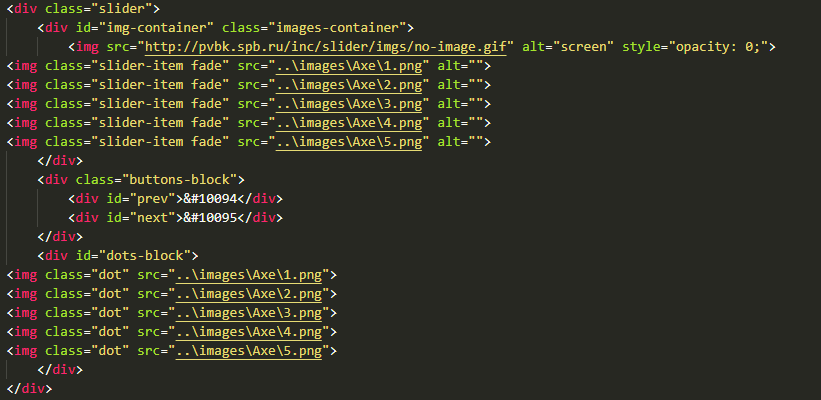 <div class="slider">
    <div id="img-container" class="images-container">
        <img src="http://pvbk.spb.ru/inc/slider/imgs/no-image.gif" alt="screen" style="opacity: 0;">
<img class="slider-item fade" src="..\images\Axe\1.png" alt="">
<img class="slider-item fade" src="..\images\Axe\2.png" alt="">
<img class="slider-item fade" src="..\images\Axe\3.png" alt="">
<img class="slider-item fade" src="..\images\Axe\4.png" alt="">
<img class="slider-item fade" src="..\images\Axe\5.png" alt="">
    </div>
    <div class="buttons-block">
        <div id="prev">&#10094</div>
        <div id="next">&#10095</div>
    </div>
    <div id="dots-block">
<img class="dot" src="..\images\Axe\1.png">
<img class="dot" src="..\images\Axe\2.png">
<img class="dot" src="..\images\Axe\3.png">
<img class="dot" src="..\images\Axe\4.png">
<img class="dot" src="..\images\Axe\5.png">
    </div>
</div>